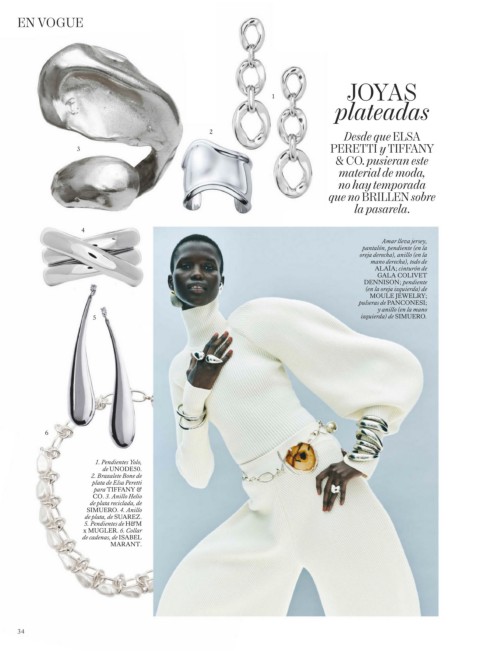 EN VOGUE
JOYAS
plateadas
Desde que ELSA
PERETTI y TIFFANY
& CO. pusieran este
material de moda,
no hay temporada
que no BRILLEN sobre
la pasarela.
1
2
3
4
5
6
Amar lleva jersey,
pantalón, pendiente (en la
oreja derecha), anillo (en la
mano derecha), todo de
ALAÏA; cinturón de
GALA COLIVET
DENNISON; pendiente
(en la oreja izquierda) de
MOULE JEWELRY;
pulseras de PANCONESI;
y anillo (en la mano
izquierda) de SIMUERO.
1. Pendientes Yolo,
de UNODE50.
2. Brazalete Bone de
plata de Elsa Peretti
para TIFFANY &
CO. 3. Anillo Helso
de plata reciclada, de
SIMUERO. 4. Anillo
de plata, de SUAREZ.
5. Pendientes de H&M
x MUGLER. 6. Collar
de cadenas, de ISABEL
MARANT.
34